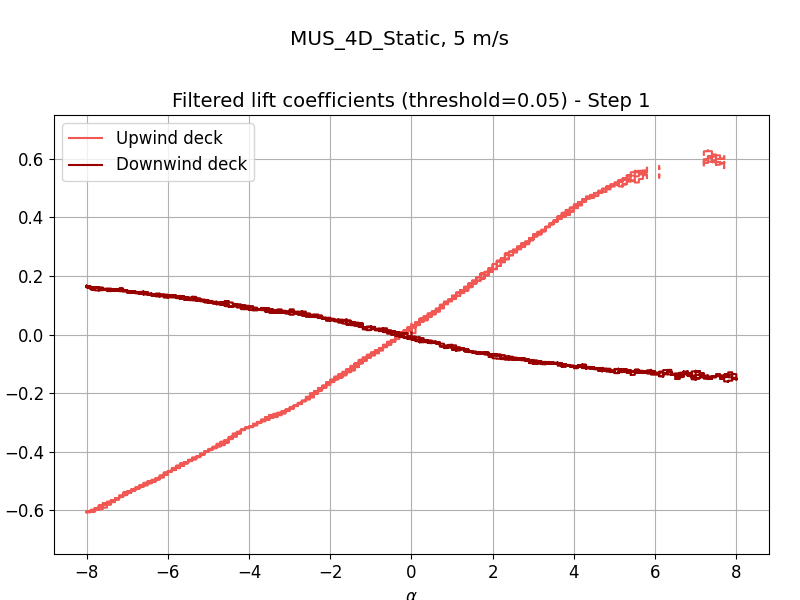 MUS_4D_Static, 5 m/s
Filtered lift coefficients (threshold=0.05) - Step 1
Upwind deck
Downwind deck
0.6
0.4
0.2
0.0
−0.2
−0.4
−0.6
−8 −6 −4 −2 0 2 4 6 8
α